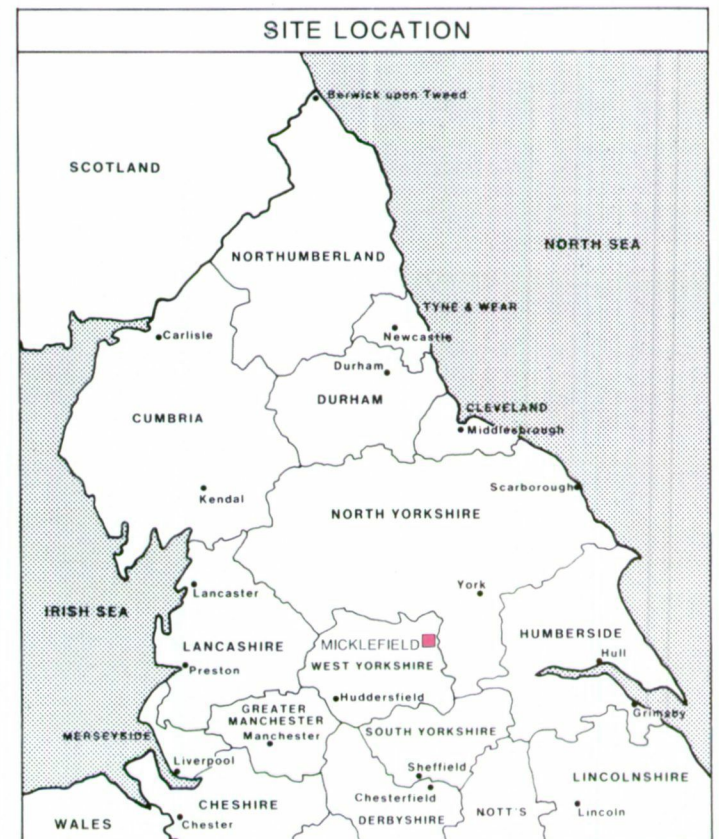 SITE LOCATION
Berwick upon Tweed
SCOTLAND
NORTH SEA
NORTHUMBERLAND
TYNE & WEAR
Carlisle
Newcastle
Durham
DURHAM
CLEVELAND
CUMBRIA
Middlesbrough
Scarborough
Kendal
NORTH YORKSHIRE
York
Lancaster
IRISH SEA
HUMBERSIDE
LANCASHIRE
MICKLEFIELD
Hull
WEST YORKSHIRE
Preston
Huddersfield
GREATER
MANCHESTER
Grimsby
MERSEYSIDE
Manchester
SOUTH YORKSHIRE
Liverpool
Sheffield
LINCOLNSHIRE
Chesterfield
CHESHIRE
NOTT'S
Lincoln
WALES
Chester
DERBYSHIRE